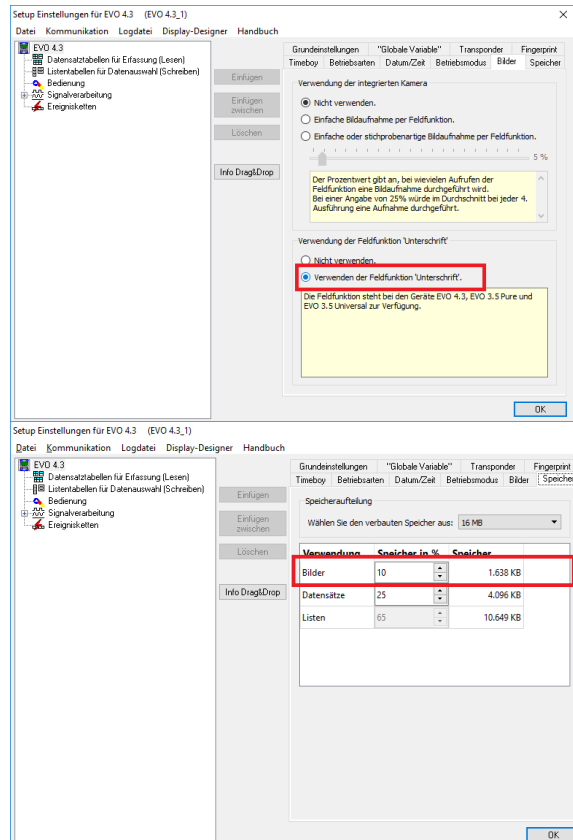 Setup Einstellungen für EVO 4.3 (EVO 4.3_1)
Datei Kommunikation Logdatei Display-Designer Handbuch
EVO 4.3
Datensatztabellen für Erfassung (Lesen)
Listentabellen für Datenauswahl (Schreiben)
Bedienung
Signalverarbeitung
Ereignisketten
Einfügen
Einfügen
zwischen
Löschen
Info Drag&Drop
Grundeinstellungen "Globale Variable" Transponder Fingerprint
Timeboy Betriebsarten Datum/Zeit Betriebsmodus Bilder Speicher
Verwendung der integrierten Kamera
Nicht verwenden.
Einfache Bildaufnahme per Feldfunktion.
Einfache oder stichprobenartige Bildaufnahme per Feldfunktion.
5 %
Der Prozentwert gibt an, bei wievielen Aufrufen der
Feldfunktion eine Bildaufnahme durchgeführt wird.
Bei einer Angabe von 25% würde im Durchschnitt bei jeder 4.
Ausführung eine Aufnahme durchgeführt.
Verwendung der Feldfunktion 'Unterschrift'
Nicht verwenden.
Verwenden der Feldfunktion 'Unterschrift'.
Die Feldfunktion steht bei den Geräte EVO 4.3, EVO 3.5 Pure und
EVO 3.5 Universal zur Verfügung.
OK
Setup Einstellungen für EVO 4.3 (EVO 4.3_1)
Datei Kommunikation Logdatei Display-Designer Handbuch
EVO 4.3
Datensatztabellen für Erfassung (Lesen)
Listentabellen für Datenauswahl (Schreiben)
Bedienung
Signalverarbeitung
Ereignisketten
Einfügen
Einfügen
zwischen
Löschen
Info Drag&Drop
Grundeinstellungen "Globale Variable" Transponder Fingerprint
Timeboy Betriebsarten Datum/Zeit Betriebsmodus Bilder Speiche
Speicheraufteilung
Wählen Sie den verbauten Speicher aus: 16 MB
Verwendung Speicher in % Speicher
Bilder 10 1.638 KB
Datensätze 25 4.096 KB
Listen 65 10.649 KB
OK